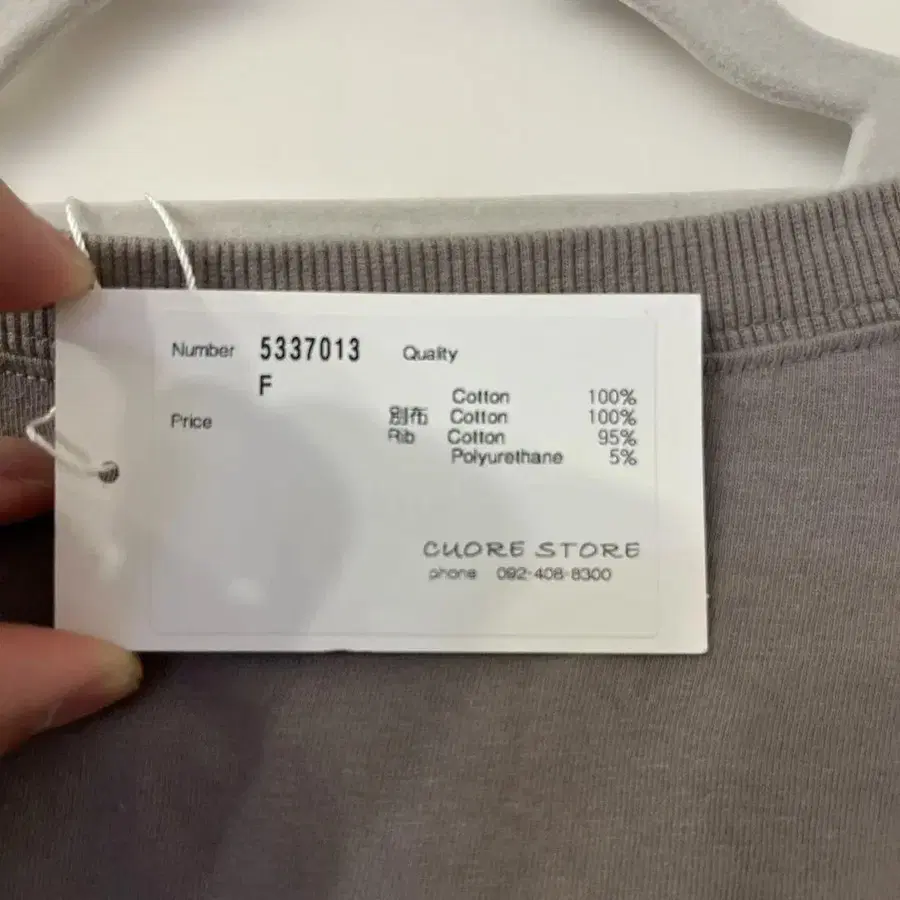 Number 5337013 Quality
F
Cotton 100%
Price 別布 Cotton 100%
Rib Cotton 95%
Polyurethane 5%
CUORE STORE
phone 092-408-8300